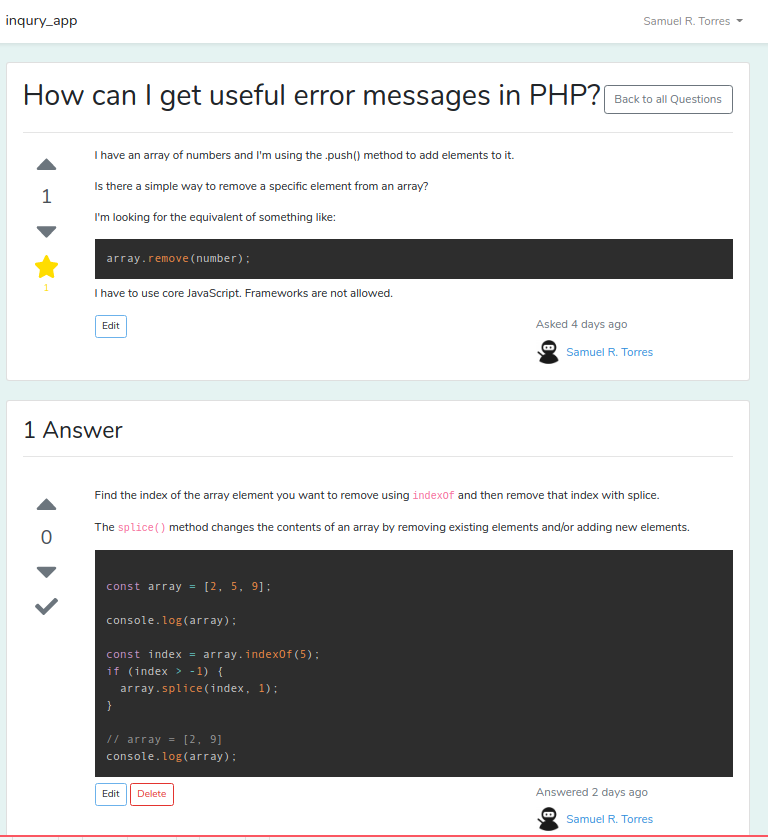 inqury_app
Samuel R. Torres
How can I get useful error messages in PHP?
Back to all Questions
I have an array of numbers and I'm using the .push() method to add elements to it.
1
Is there a simple way to remove a specific element from an array?
I'm looking for the equivalent of something like:
array.remove(number);
1
I have to use core JavaScript. Frameworks are not allowed.
Edit
Asked 4 days ago
Samuel R. Torres
1 Answer
Find the index of the array element you want to remove using indexOf and then remove that index with splice.
0
The splice() method changes the contents of an array by removing existing elements and/or adding new elements.
const array = [2, 5, 9];
console.log(array);
const index = array.indexOf(5);
if (index > -1) {
  array.splice(index, 1);
}
// array = [2, 9]
console.log(array);
Edit
Delete
Answered 2 days ago
Samuel R. Torres